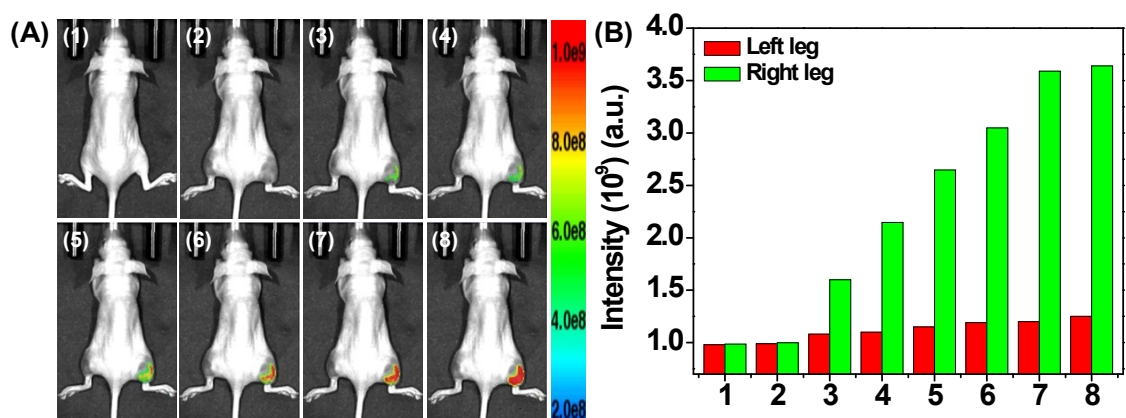 (A)
(1) (2) (3) (4)
(5) (6) (7) (8)
1.0e9
8.0e8
6.0e8
4.0e8
2.0e8
(B)
Left leg
Right leg
Intensity (10⁹) (a.u.)
4.0
3.5
3.0
2.5
2.0
1.5
1.0
1 2 3 4 5 6 7 8